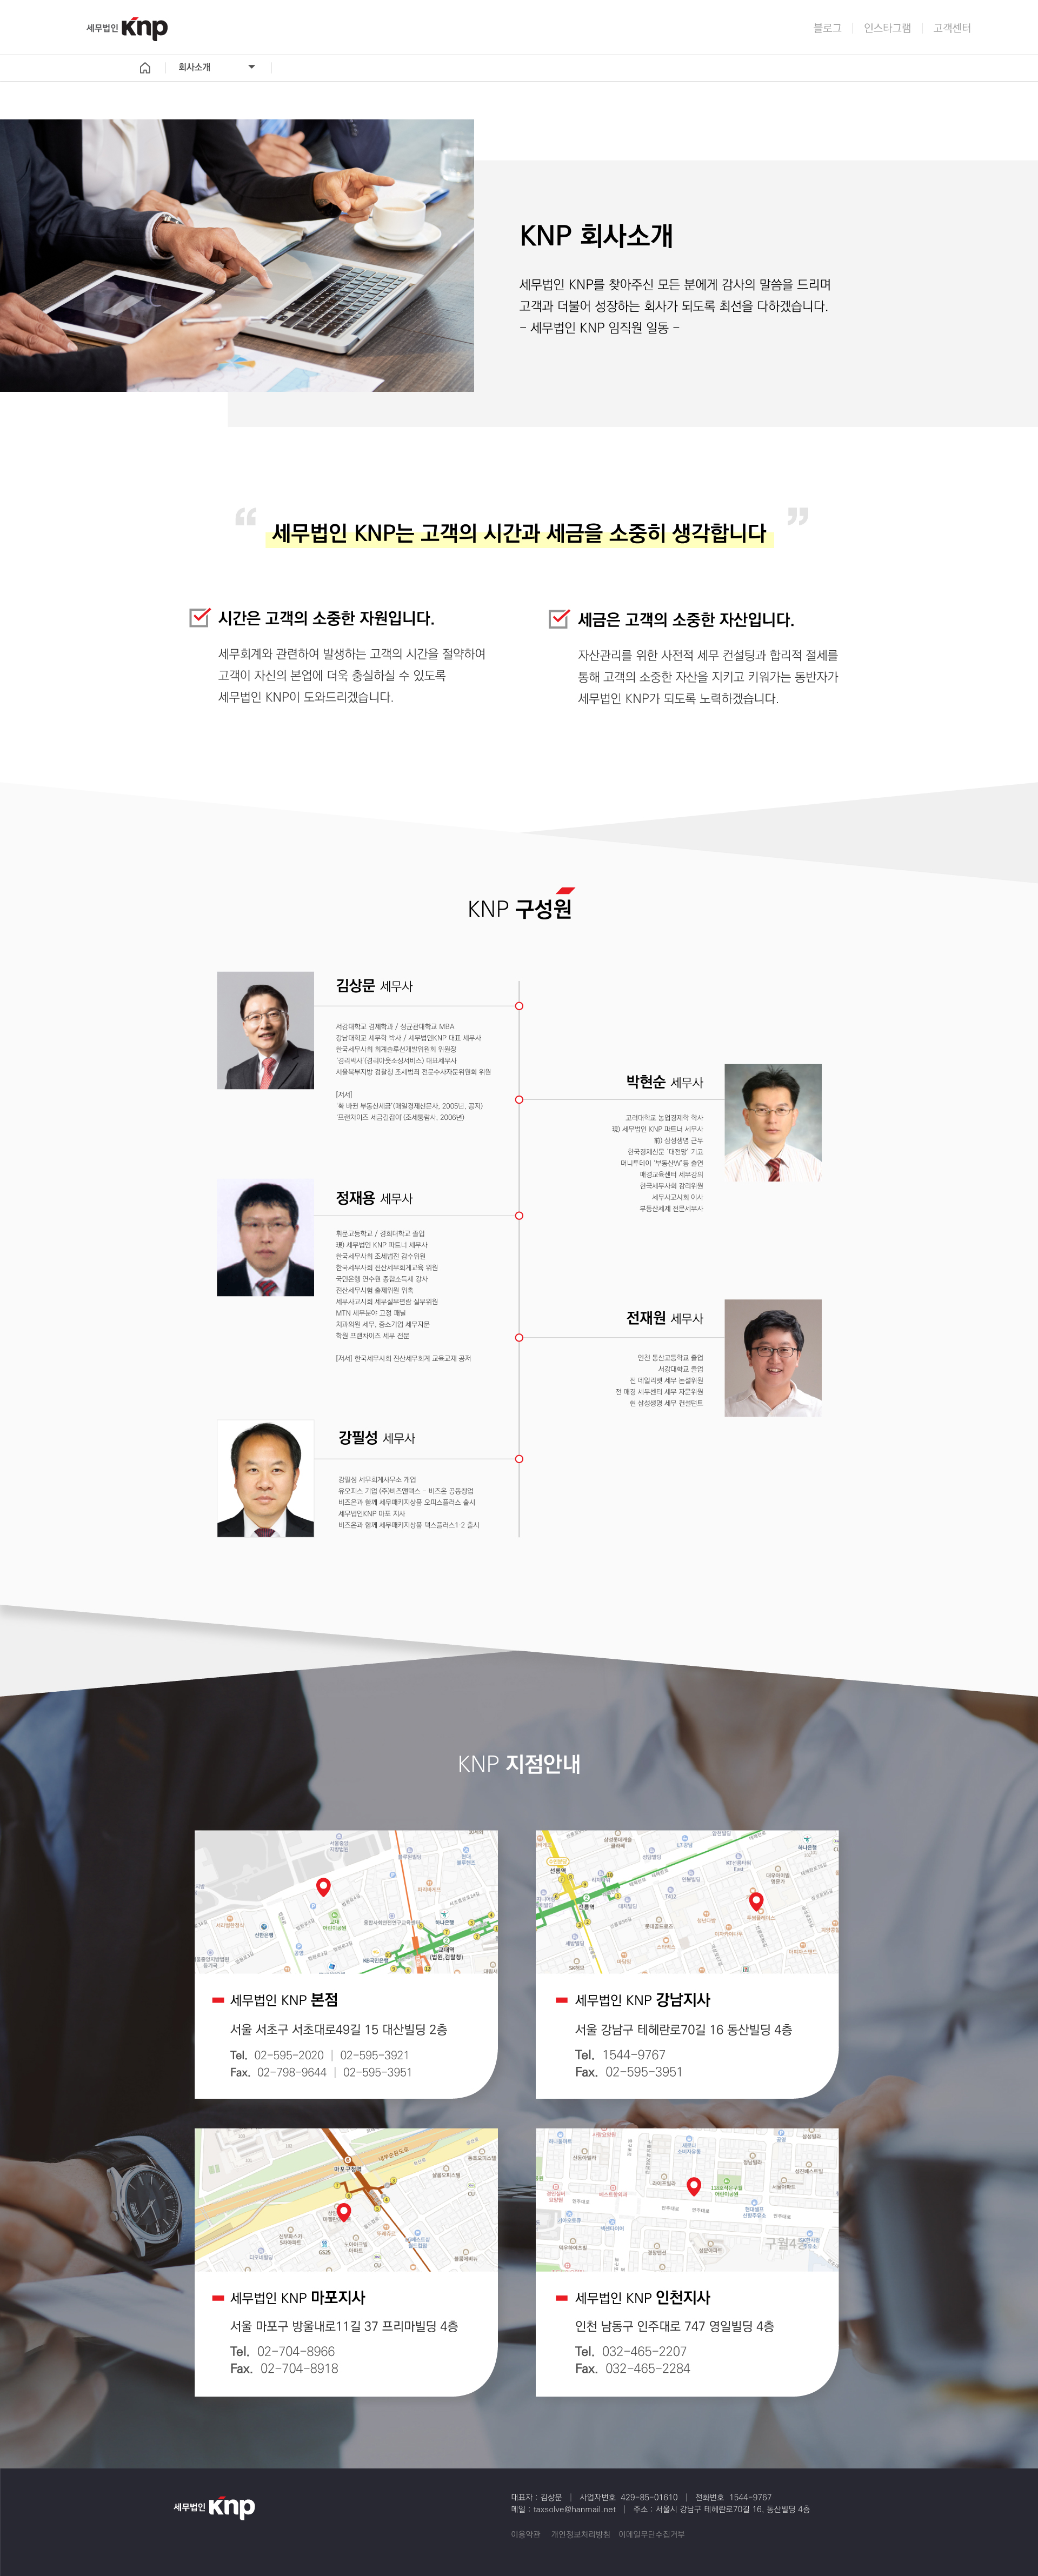 세무법인 Knp
블로그 | 인스타그램 | 고객센터
회사소개
KNP 회사소개
세무법인 KNP를 찾아주신 모든 분에게 감사의 말씀을 드리며
고객과 더불어 성장하는 회사가 되도록 최선을 다하겠습니다.
- 세무법인 KNP 임직원 일동 -
“ 세무법인 KNP는 고객의 시간과 세금을 소중히 생각합니다 ”
시간은 고객의 소중한 자원입니다.
세무회계와 관련하여 발생하는 고객의 시간을 절약하여
고객이 자신의 본업에 더욱 충실하실 수 있도록
세무법인 KNP이 도와드리겠습니다.
세금은 고객의 소중한 자산입니다.
자산관리를 위한 사전적 세무 컨설팅과 합리적 절세를
통해 고객의 소중한 자산을 지키고 키워가는 동반자가
세무법인 KNP가 되도록 노력하겠습니다.
KNP 구성원
김상문 세무사
서강대학교 경제학과 / 성균관대학교 MBA
강남대학교 세무학 박사 / 세무법인KNP 대표 세무사
한국세무사회 회계솔루션개발위원회 위원장
'경리박사'(경리아웃소싱서비스) 대표세무사
서울북부지방 검찰청 조세범죄 전문수사자문위원회 위원
[저서]
'확 바뀐 부동산세금'(매일경제신문사, 2005년, 공저)
'프랜차이즈 세금길잡이'(조세통람사, 2006년)
박현순 세무사
고려대학교 농업경제학 학사
現) 세무법인 KNP 파트너 세무사
前) 삼성생명 근무
한국경제신문 '대전망' 기고
머니투데이 '부동산W'등 출연
매경교육센터 세무강의
한국세무사회 감리위원
세무사고시회 이사
부동산세제 전문세무사
정재용 세무사
휘문고등학교 / 경희대학교 졸업
現) 세무법인 KNP 파트너 세무사
한국세무사회 조세법전 감수위원
한국세무사회 전산세무회계교육 위원
국민은행 연수원 종합소득세 강사
전산세무시험 출제위원 위촉
세무사고시회 세무실무편람 실무위원
MTN 세무분야 고정 패널
치과의원 세무, 중소기업 세무자문
학원 프랜차이즈 세무 전문
[저서] 한국세무사회 전산세무회계 교육교재 공저
전재원 세무사
인천 동산고등학교 졸업
서강대학교 졸업
전 데일리벳 세무 논설위원
전 매경 세무센터 세무 자문위원
현 삼성생명 세무 컨설턴트
강필성 세무사
강필성 세무회계사무소 개업
유오피스 기업 (주)비즈맨택스 - 비즈온 공동창업
비즈온과 함께 세무패키지상품 오피스플러스 출시
세무법인KNP 마포 지사
비즈온과 함께 세무패키지상품 택스플러스1·2 출시
KNP 지점안내
세무법인 KNP 본점
서울 서초구 서초대로49길 15 대산빌딩 2층
Tel. 02-595-2020 | 02-595-3921
Fax. 02-798-9644 | 02-595-3951
세무법인 KNP 강남지사
서울 강남구 테헤란로70길 16 동산빌딩 4층
Tel. 1544-9767
Fax. 02-595-3951
세무법인 KNP 마포지사
서울 마포구 방울내로11길 37 프리마빌딩 4층
Tel. 02-704-8966
Fax. 02-704-8918
세무법인 KNP 인천지사
인천 남동구 인주대로 747 영일빌딩 4층
Tel. 032-465-2207
Fax. 032-465-2284
세무법인 Knp
대표자 : 김상문 | 사업자번호 429-85-01610 | 전화번호 1544-9767
메일 : taxsolve@hanmail.net | 주소 : 서울시 강남구 테헤란로70길 16, 동산빌딩 4층
이용약관 개인정보처리방침 이메일무단수집거부